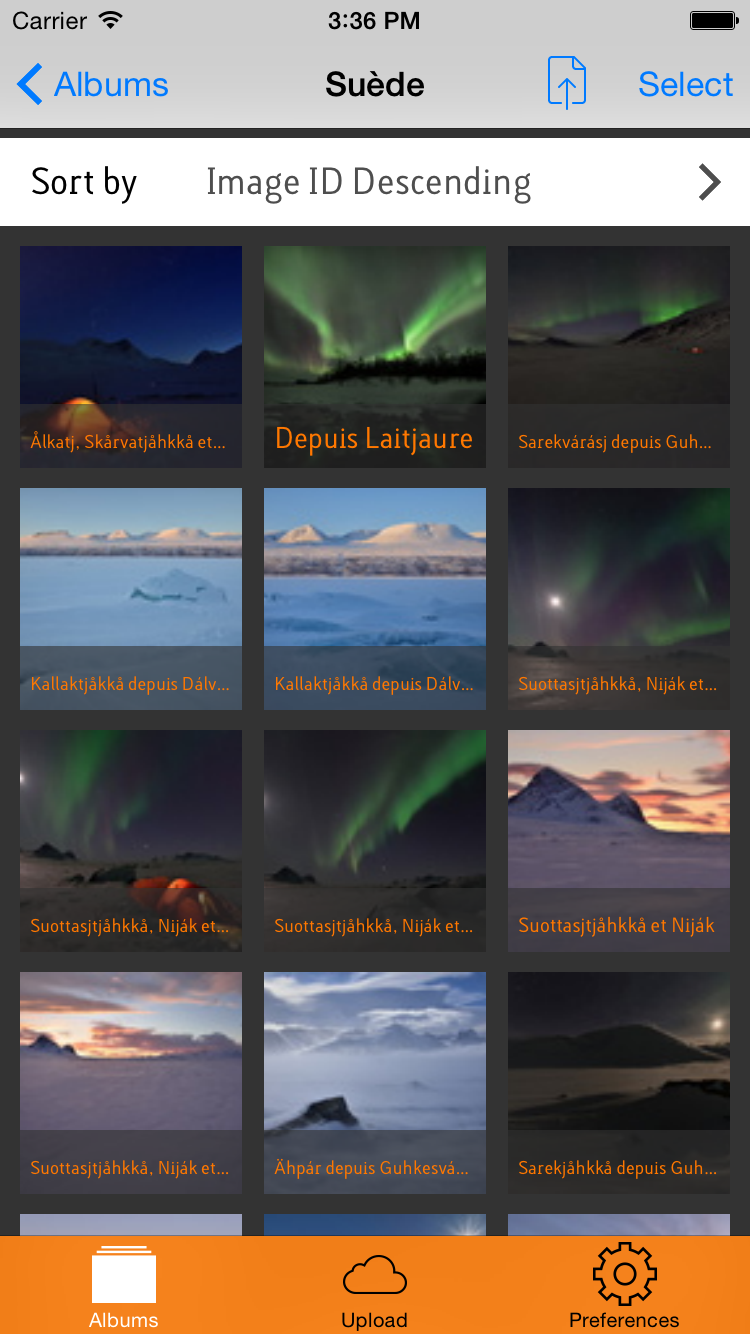 Carrier 3:36 PM
Albums Suède Select
Sort by Image ID Descending
Ålkatj, Skårvatjåhkkå et...
Depuis Laitjaure
Sarekvárásj depuis Guh...
Kallaktjåkkå depuis Dálv...
Kallaktjåkkå depuis Dálv...
Suottasjtjåhkkå, Niják et...
Suottasjtjåhkkå, Niják et...
Suottasjtjåhkkå, Niják et...
Suottasjtjåhkkå et Niják
Suottasjtjåhkkå, Niják et...
Ähpár depuis Guhkesvá...
Sarekjåhkkå depuis Guh...
Albums Upload Preferences